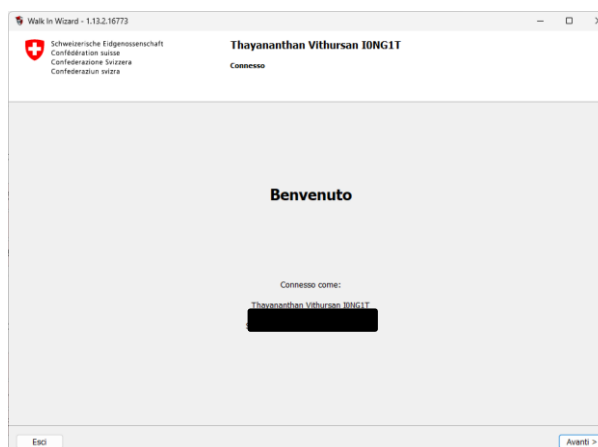 Walk In Wizard - 1.13.2.16773
Schweizerische Eidgenossenschaft
Confédération suisse
Confederazione Svizzera
Confederaziun svizra
Thayananthan Vithursan I0NG1T
Connesso
Benvenuto
Connesso come:
Thayananthan Vithursan I0NG1T
Esci
Avanti >